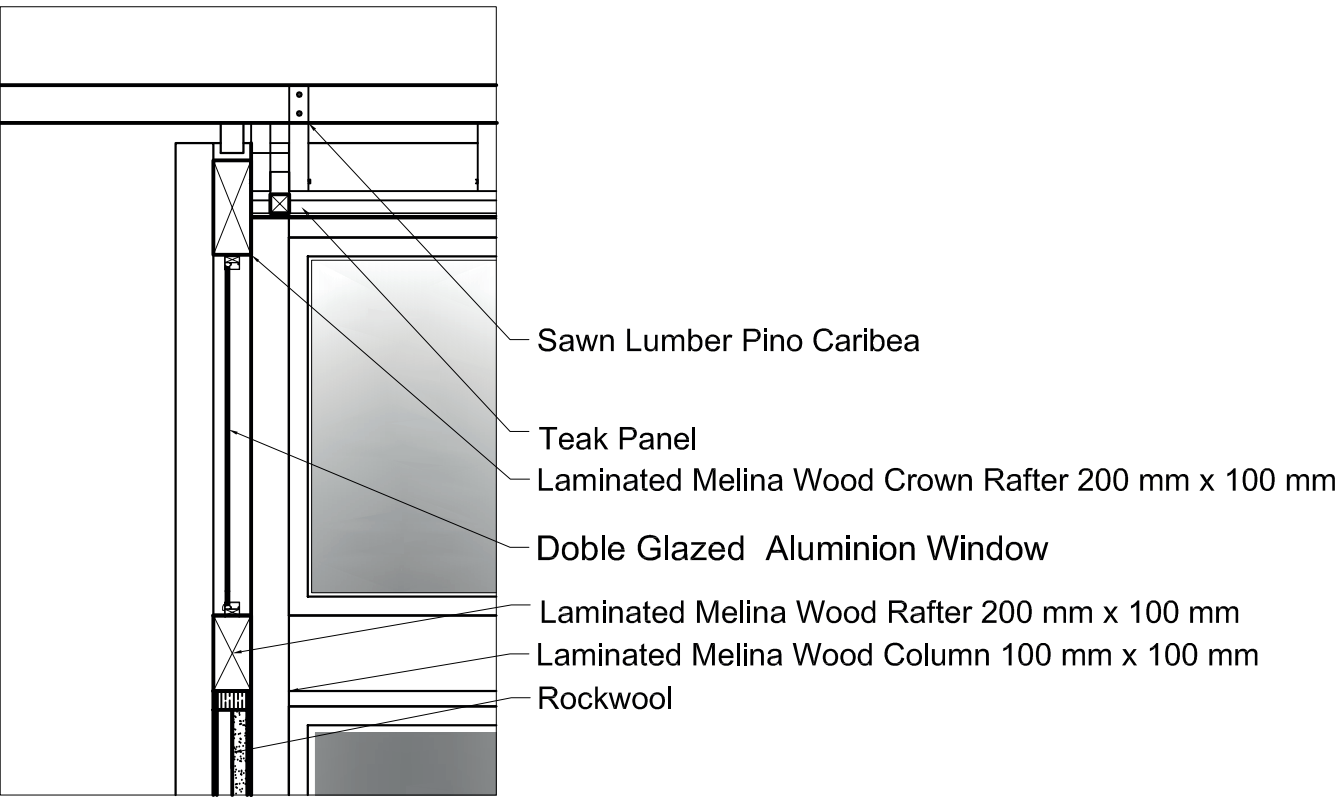 Sawn Lumber Pino Caribea
Teak Panel
Laminated Melina Wood Crown Rafter 200 mm x 100 mm
Doble Glazed Aluminion Window
Laminated Melina Wood Rafter 200 mm x 100 mm
Laminated Melina Wood Column 100 mm x 100 mm
Rockwool